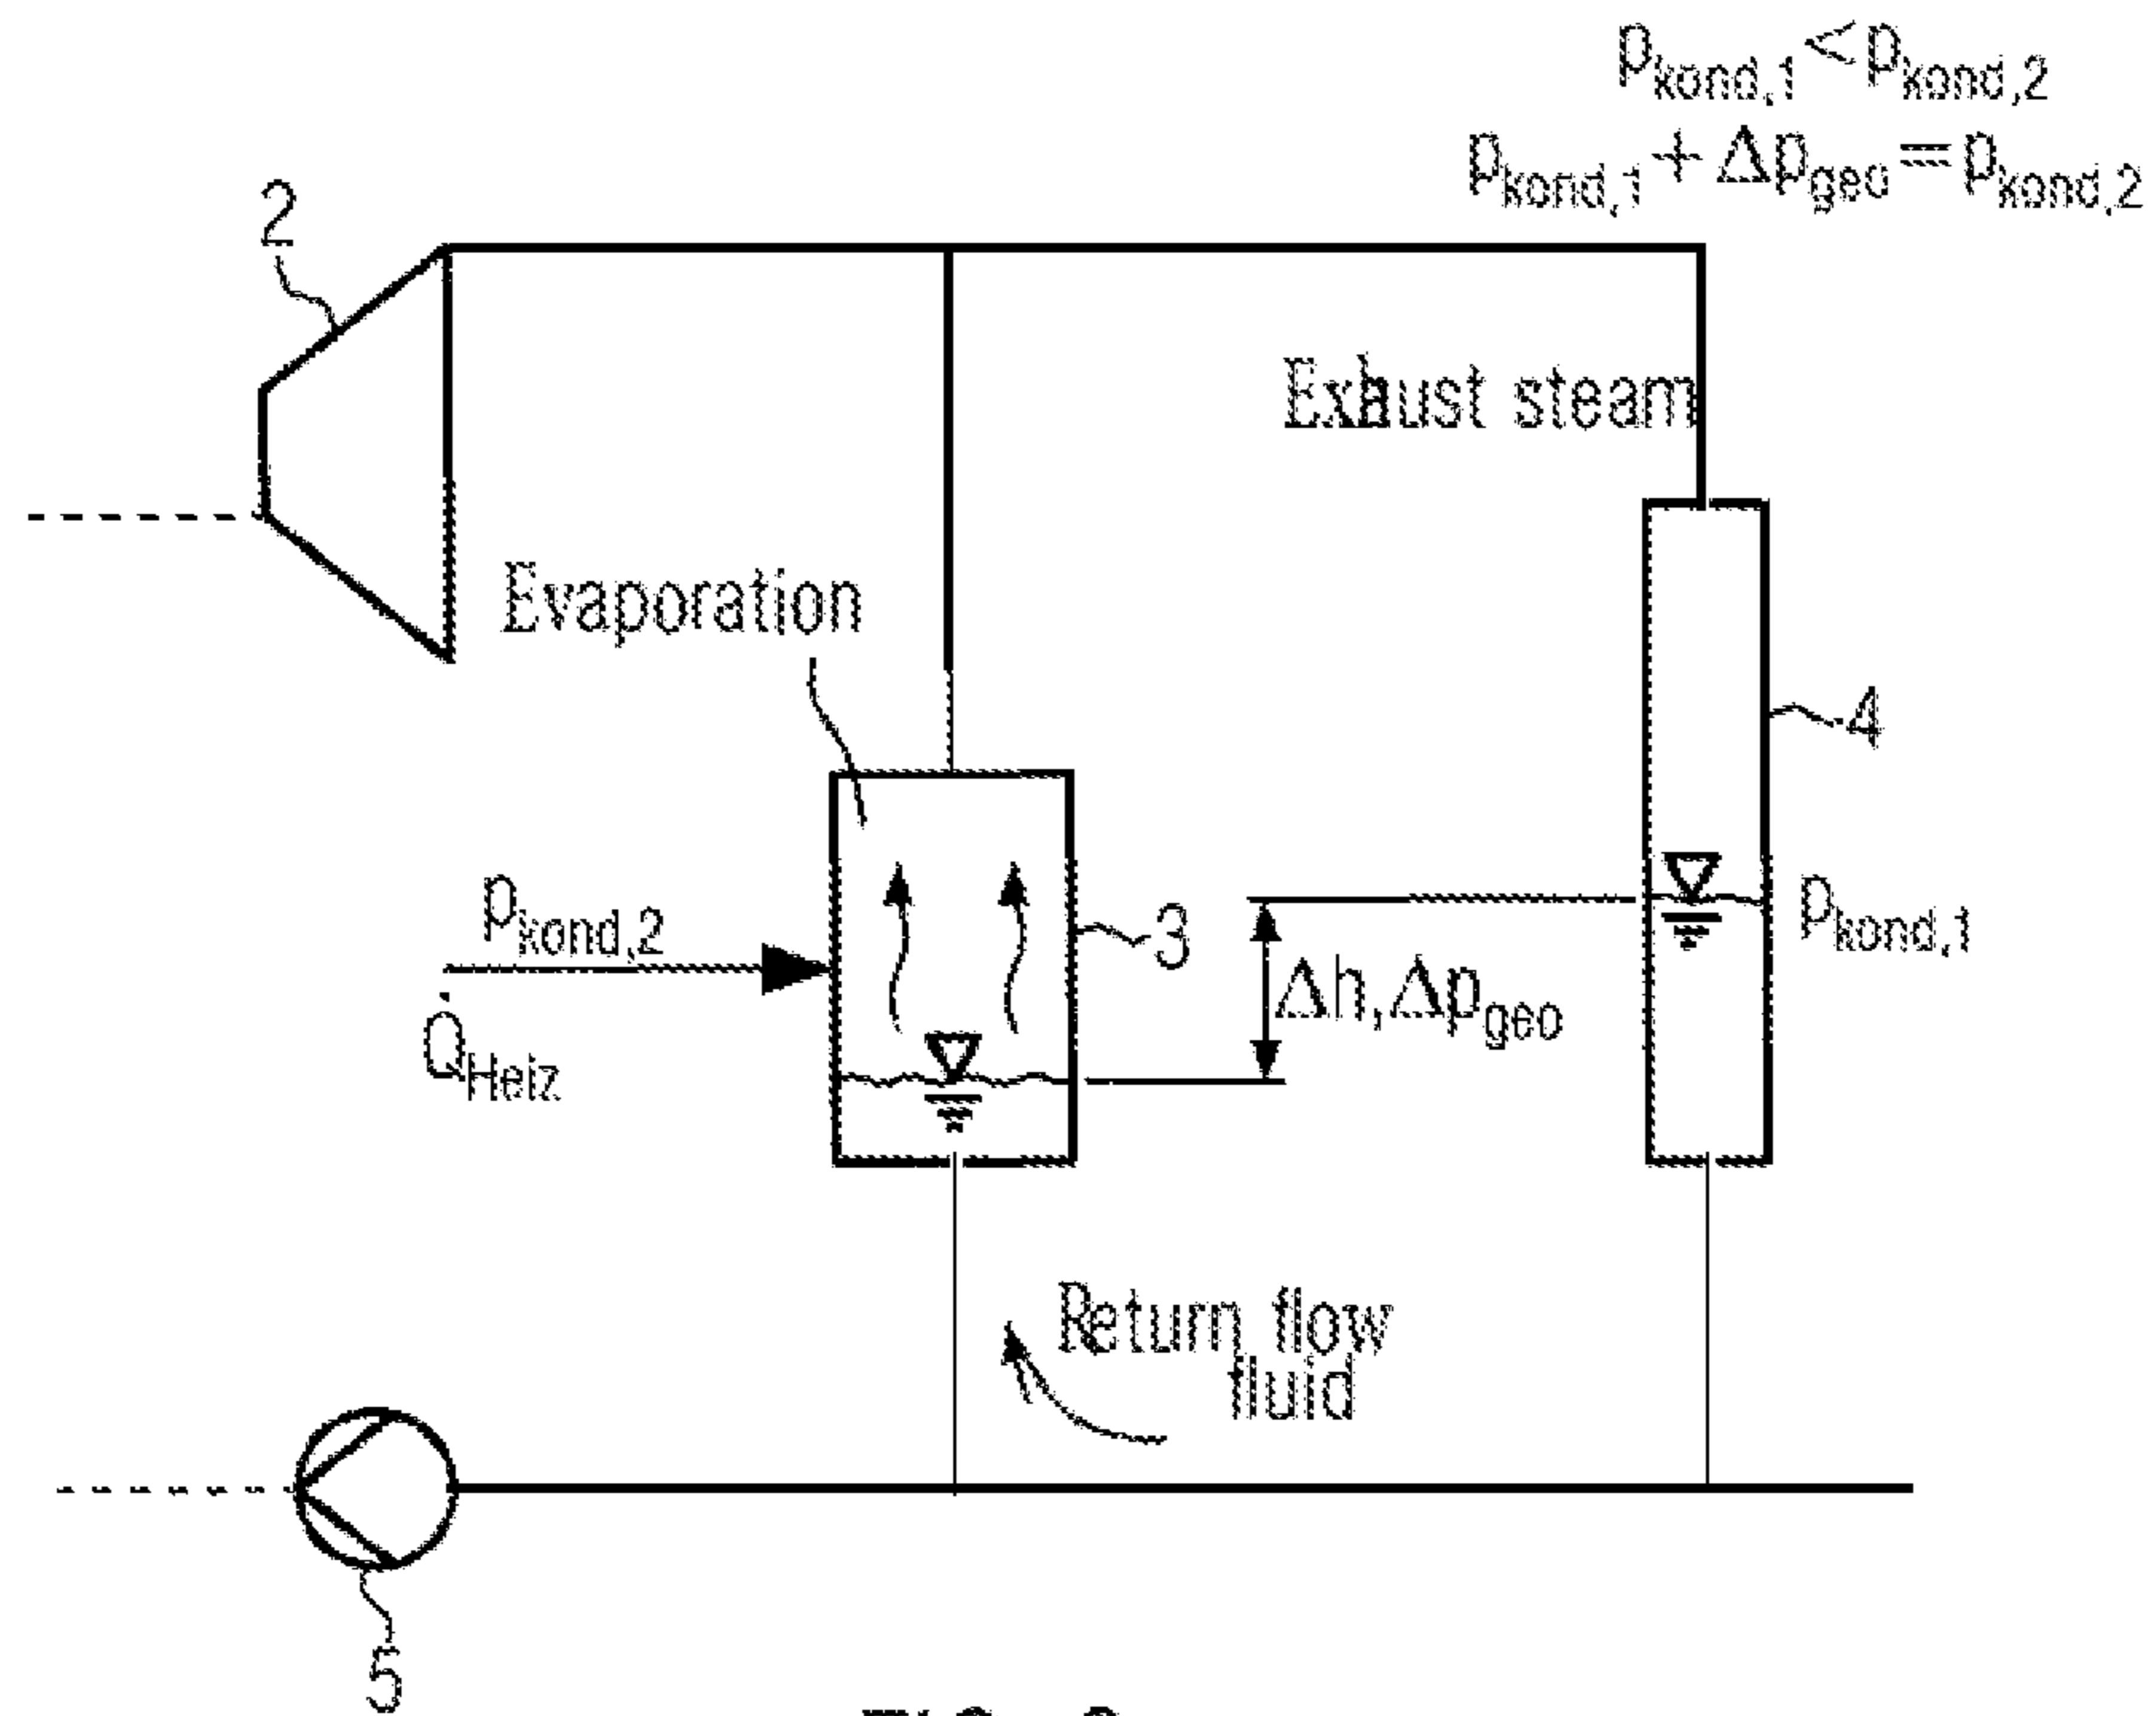 p_kond,1 < p_kond,2
p_kond,1 + Δp_geo = p_kond,2
2
Exhaust steam
Evaporation
4
p_kond,2
3
p_kond,1
Δh, Δp_geo
Q̇_Heiz
Return flow
fluid
5